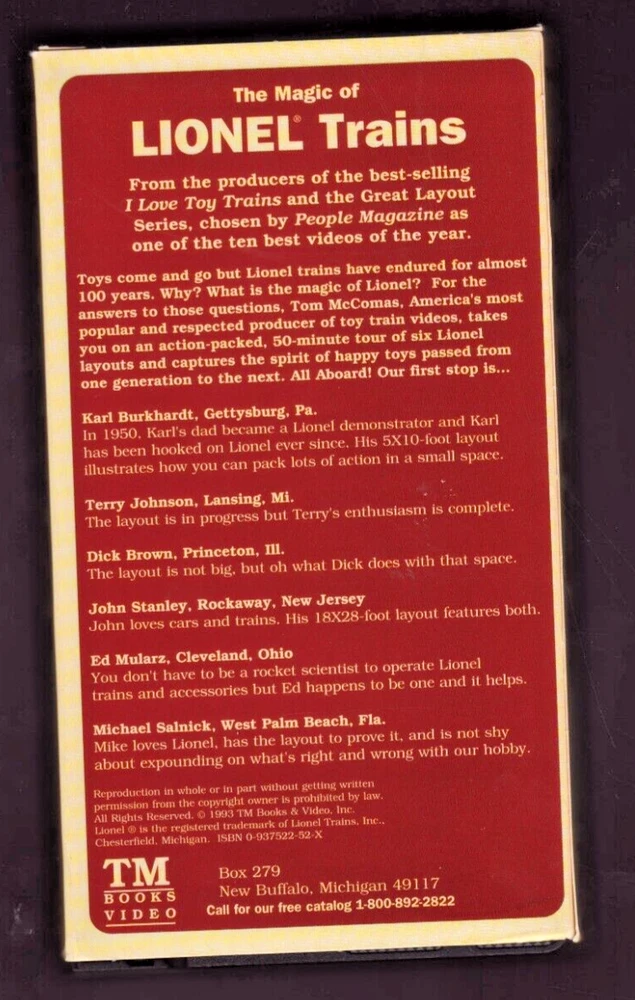 The Magic of
LIONEL® Trains
From the producers of the best-selling
I Love Toy Trains and the Great Layout
Series, chosen by People Magazine as
one of the ten best videos of the year.
Toys come and go but Lionel trains have endured for almost
100 years. Why? What is the magic of Lionel? For the
answers to those questions, Tom McComas, America's most
popular and respected producer of toy train videos, takes
you on an action-packed, 50-minute tour of six Lionel
layouts and captures the spirit of happy toys passed from
one generation to the next. All Aboard! Our first stop is...
Karl Burkhardt, Gettysburg, Pa.
In 1950, Karl's dad became a Lionel demonstrator and Karl
has been hooked on Lionel ever since. His 5X10-foot layout
illustrates how you can pack lots of action in a small space.
Terry Johnson, Lansing, Mi.
The layout is in progress but Terry's enthusiasm is complete.
Dick Brown, Princeton, Ill.
The layout is not big, but oh what Dick does with that space.
John Stanley, Rockaway, New Jersey
John loves cars and trains. His 18X28-foot layout features both.
Ed Mularz, Cleveland, Ohio
You don't have to be a rocket scientist to operate Lionel
trains and accessories but Ed happens to be one and it helps.
Michael Salnick, West Palm Beach, Fla.
Mike loves Lionel, has the layout to prove it, and is not shy
about expounding on what's right and wrong with our hobby.
Reproduction in whole or in part without getting written
permission from the copyright owner is prohibited by law.
All Rights Reserved. © 1993 TM Books & Video, Inc.
Lionel ® is the registered trademark of Lionel Trains, Inc.,
Chesterfield, Michigan. ISBN 0-937522-52-X
TM
BOOKS
VIDEO
Box 279
New Buffalo, Michigan 49117
Call for our free catalog 1-800-892-2822